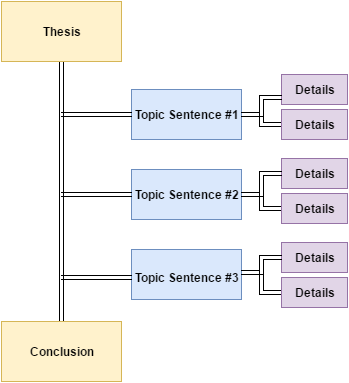 Thesis
Topic Sentence #1
Details
Details
Topic Sentence #2
Details
Details
Topic Sentence #3
Details
Details
Conclusion